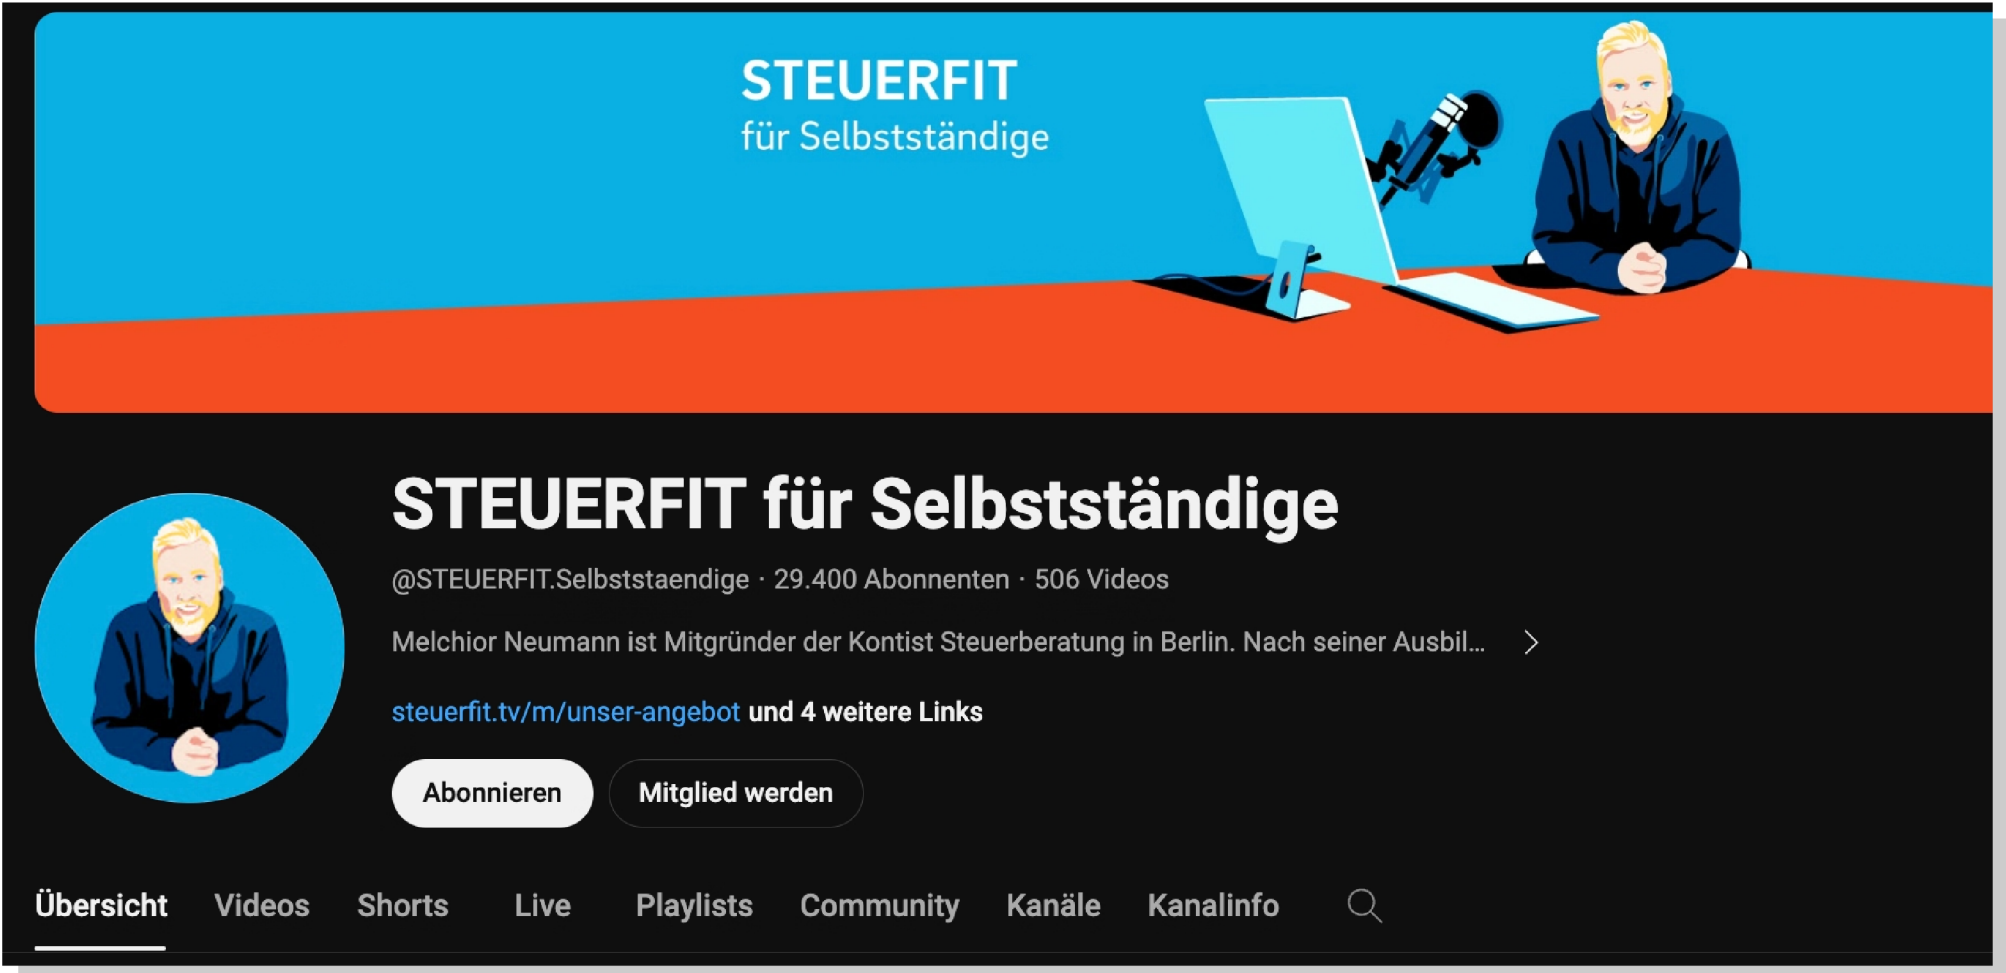 STEUERFIT
für Selbstständige
STEUERFIT für Selbstständige
@STEUERFIT.Selbststaendige · 29.400 Abonnenten · 506 Videos
Melchior Neumann ist Mitgründer der Kontist Steuerberatung in Berlin. Nach seiner Ausbil...
steuerfit.tv/m/unser-angebot und 4 weitere Links
Abonnieren Mitglied werden
Übersicht Videos Shorts Live Playlists Community Kanäle Kanalinfo